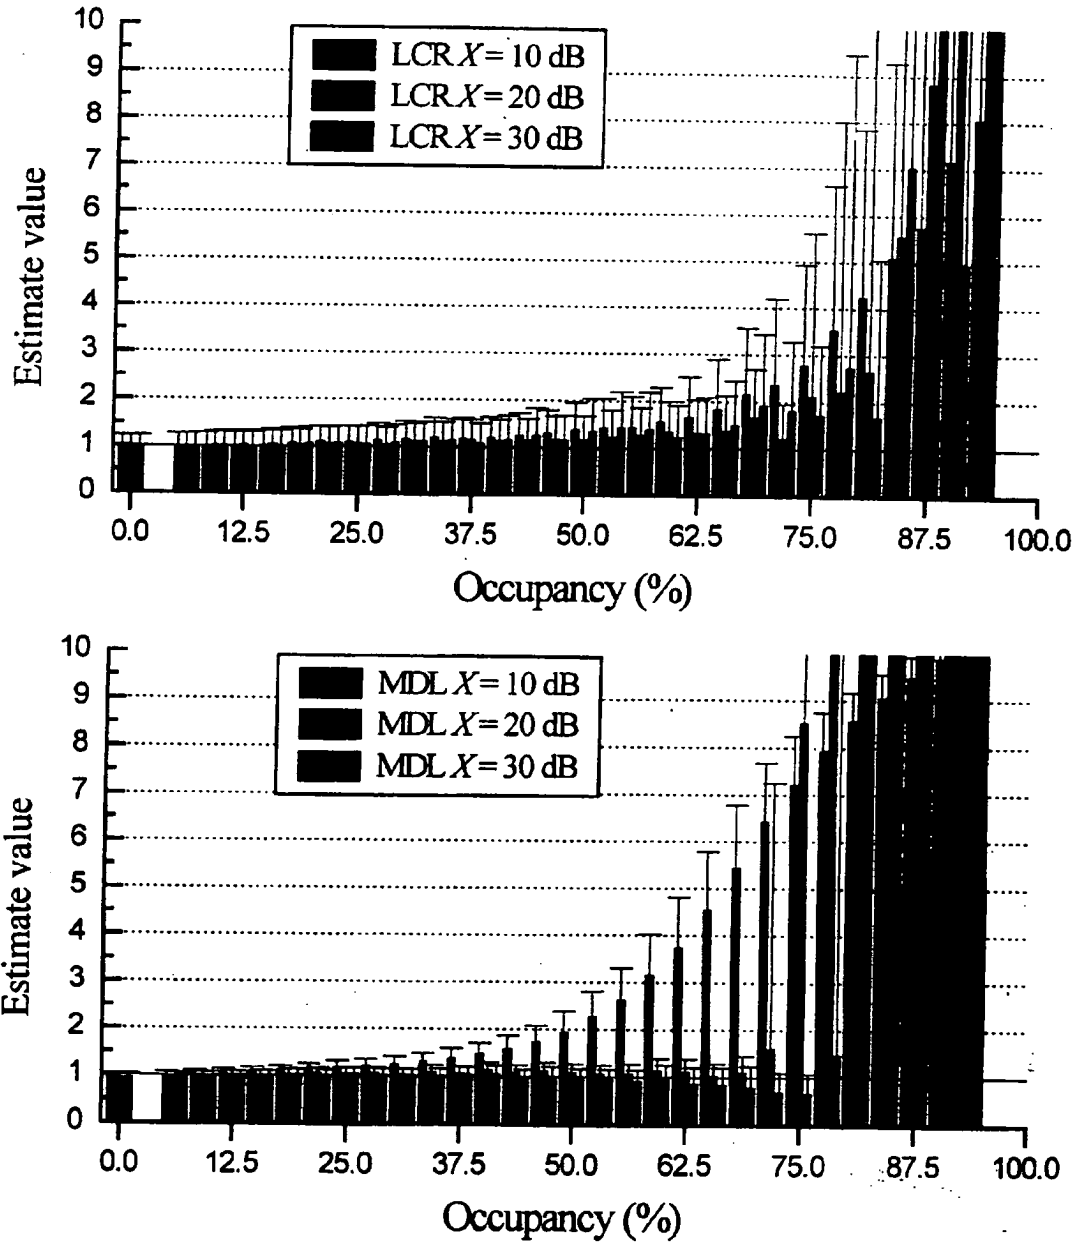 10
9
8
7
6
5
4
3
2
1
0
Estimate value
LCR X = 10 dB
LCR X = 20 dB
LCR X = 30 dB
0.0 12.5 25.0 37.5 50.0 62.5 75.0 87.5 100.0
Occupancy (%)
10
9
8
7
6
5
4
3
2
1
0
Estimate value
MDL X = 10 dB
MDL X = 20 dB
MDL X = 30 dB
0.0 12.5 25.0 37.5 50.0 62.5 75.0 87.5 100.0
Occupancy (%)